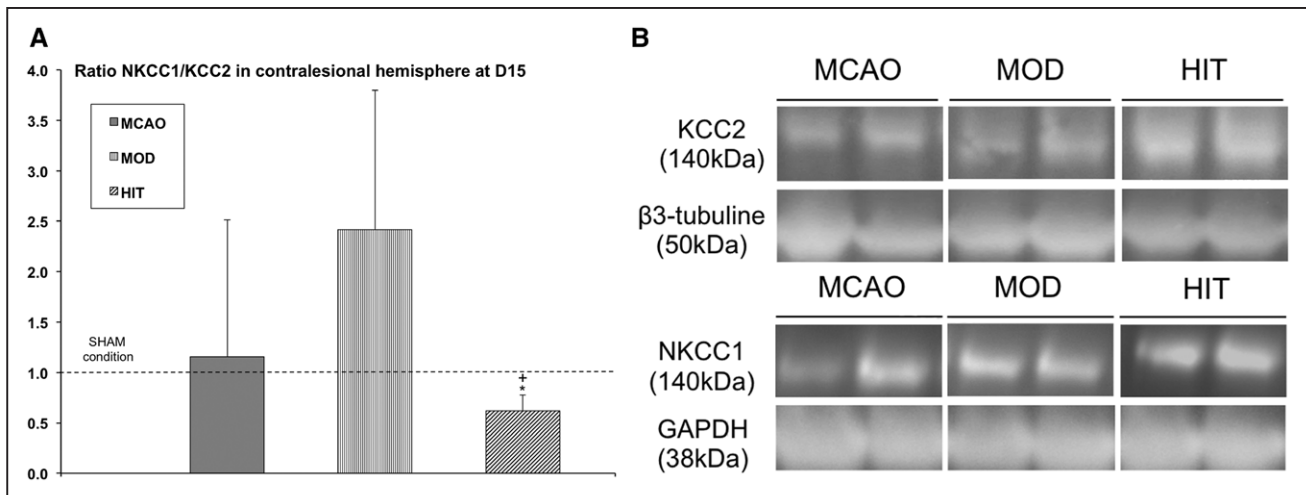 A
Ratio NKCC1/KCC2 in contralesional hemisphere at D15
4.0
3.5
3.0
2.5
2.0
1.5
1.0
0.5
0.0
MCAO
MOD
HIT
SHAM
condition
+
*
B
MCAO MOD HIT
KCC2
(140kDa)
β3-tubuline
(50kDa)
MCAO MOD HIT
NKCC1
(140kDa)
GAPDH
(38kDa)